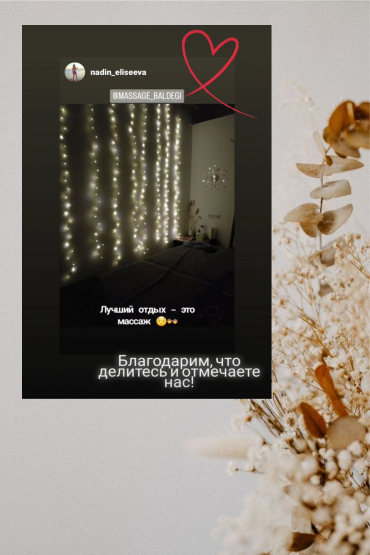 nadin_eliseeva
@MASSAGE_BALDEGI
Лучший отдых - это
массаж 😴👐👐
Благодарим, что
делитесь и отмечаете
нас!